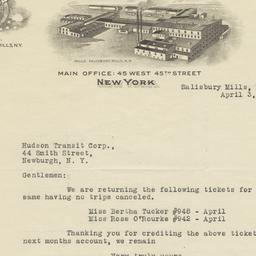 MILLS, SALISBURY MILLS, N.Y.
MAIN OFFICE: 45 WEST 45TH STREET
NEW YORK
Salisbury Mills,
April 3,
Hudson Transit Corp.,
44 Smith Street,
Newburgh, N. Y.
Gentlemen:
We are returning the following tickets for
same having no trips canceled.
Miss Bertha Tucker #948 - April
Miss Rose O'Rourke #942 - April
Thanking you for crediting the above ticket
next months account, we remain
Very truly yours